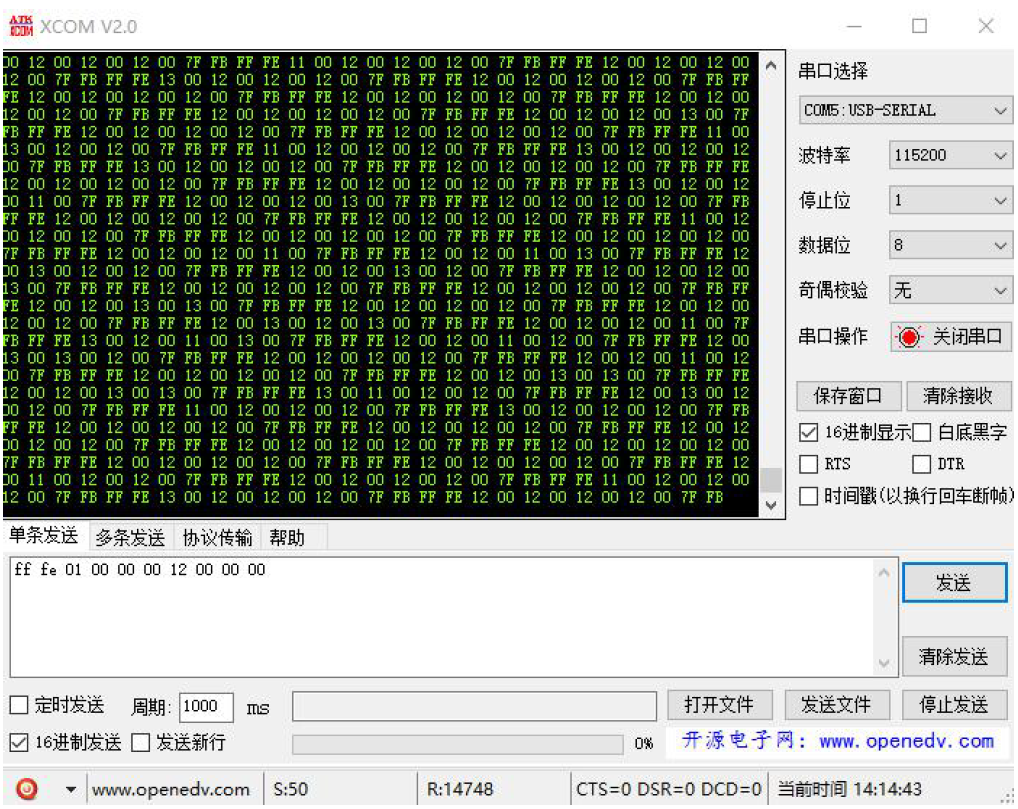 XCOM V2.0
00 12 00 12 00 12 00 7F FB FF FE 11 00 12 00 12 00 12 00 7F FB FF FE 12 00 12 00 12 00
12 00 7F FB FF FE 13 00 12 00 12 00 12 00 7F FB FF FE 12 00 12 00 12 00 12 00 7F FB FF
FE 12 00 12 00 12 00 12 00 7F FB FF FE 12 00 12 00 12 00 12 00 7F FB FF FE 12 00 12 00
12 00 12 00 7F FB FF FE 12 00 12 00 12 00 12 00 7F FB FF FE 12 00 12 00 12 00 13 00 7F
FB FF FE 12 00 12 00 12 00 12 00 7F FB FF FE 12 00 12 00 12 00 12 00 7F FB FF FE 11 00
13 00 12 00 12 00 7F FB FF FE 11 00 12 00 12 00 12 00 7F FB FF FE 13 00 12 00 12 00 12
00 7F FB FF FE 13 00 12 00 12 00 12 00 7F FB FF FE 12 00 12 00 12 00 12 00 7F FB FF FE
12 00 12 00 12 00 12 00 7F FB FF FE 12 00 12 00 12 00 12 00 7F FB FF FE 13 00 12 00 12
00 11 00 7F FB FF FE 12 00 12 00 12 00 13 00 7F FB FF FE 12 00 12 00 12 00 12 00 7F FB
FF FE 12 00 12 00 12 00 12 00 7F FB FF FE 12 00 12 00 12 00 12 00 7F FB FF FE 11 00 12
00 12 00 12 00 7F FB FF FE 12 00 12 00 12 00 12 00 7F FB FF FE 12 00 12 00 12 00 12 00
7F FB FF FE 12 00 12 00 12 00 11 00 7F FB FF FE 12 00 12 00 11 00 13 00 7F FB FF FE 12
00 13 00 12 00 12 00 7F FB FF FE 12 00 12 00 13 00 12 00 7F FB FF FE 12 00 12 00 12 00
13 00 7F FB FF FE 12 00 12 00 12 00 12 00 7F FB FF FE 12 00 12 00 12 00 12 00 7F FB FF
FE 12 00 12 00 13 00 13 00 7F FB FF FE 12 00 12 00 12 00 12 00 7F FB FF FE 12 00 12 00
12 00 12 00 7F FB FF FE 12 00 13 00 12 00 13 00 7F FB FF FE 12 00 12 00 12 00 11 00 7F
FB FF FE 13 00 12 00 11 00 13 00 7F FB FF FE 12 00 12 00 11 00 12 00 7F FB FF FE 12 00
13 00 13 00 12 00 7F FB FF FE 12 00 12 00 12 00 12 00 7F FB FF FE 12 00 12 00 11 00 12
00 7F FB FF FE 12 00 12 00 12 00 12 00 7F FB FF FE 12 00 12 00 13 00 13 00 7F FB FF FE
12 00 12 00 13 00 13 00 7F FB FF FE 13 00 11 00 12 00 12 00 7F FB FF FE 12 00 13 00 12
00 12 00 7F FB FF FE 11 00 12 00 12 00 12 00 7F FB FF FE 13 00 12 00 12 00 12 00 7F FB
FF FE 12 00 12 00 12 00 12 00 7F FB FF FE 12 00 12 00 12 00 12 00 7F FB FF FE 12 00 12
00 12 00 12 00 7F FB FF FE 12 00 12 00 12 00 12 00 7F FB FF FE 12 00 12 00 12 00 12 00
7F FB FF FE 12 00 12 00 12 00 12 00 7F FB FF FE 12 00 12 00 12 00 12 00 7F FB FF FE 12
00 11 00 12 00 12 00 7F FB FF FE 12 00 12 00 12 00 12 00 7F FB FF FE 11 00 12 00 12 00
12 00 7F FB FF FE 13 00 12 00 12 00 12 00 7F FB FF FE 12 00 12 00 12 00 12 00 7F FB
串口选择
COM5:USB-SERIAL
波特率 115200
停止位 1
数据位 8
奇偶校验 无
串口操作 关闭串口
保存窗口 清除接收
16进制显示 白底黑字
RTS DTR
时间戳(以换行回车断帧)
单条发送 多条发送 协议传输 帮助
ff fe 01 00 00 00 12 00 00 00
发送
清除发送
定时发送 周期: 1000 ms 打开文件 发送文件 停止发送
16进制发送 发送新行 0% 开源电子网: www.openedv.com
www.openedv.com S:50 R:14748 CTS=0 DSR=0 DCD=0 当前时间 14:14:43